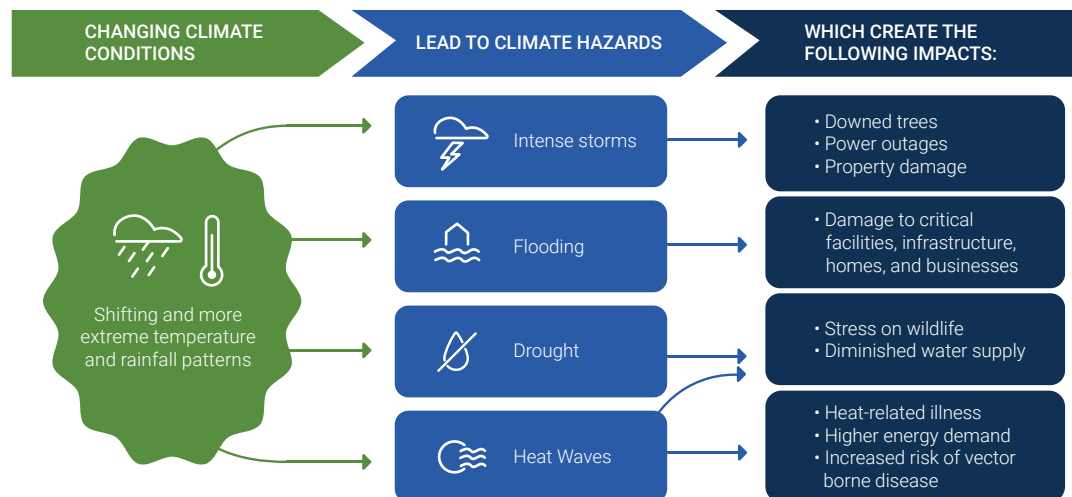 CHANGING CLIMATE
CONDITIONS
LEAD TO CLIMATE HAZARDS
WHICH CREATE THE
FOLLOWING IMPACTS:
Shifting and more
extreme temperature
and rainfall patterns
Intense storms
Flooding
Drought
Heat Waves
• Downed trees
• Power outages
• Property damage
• Damage to critical
facilities, infrastructure,
homes, and businesses
• Stress on wildlife
• Diminished water supply
• Heat-related illness
• Higher energy demand
• Increased risk of vector
borne disease